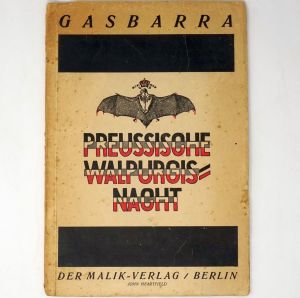 GASBARRA
PREUSSISCHE
WALPURGIS=
NACHT
DER MALIK-VERLAG / BERLIN
JOHN HEARTFIELD